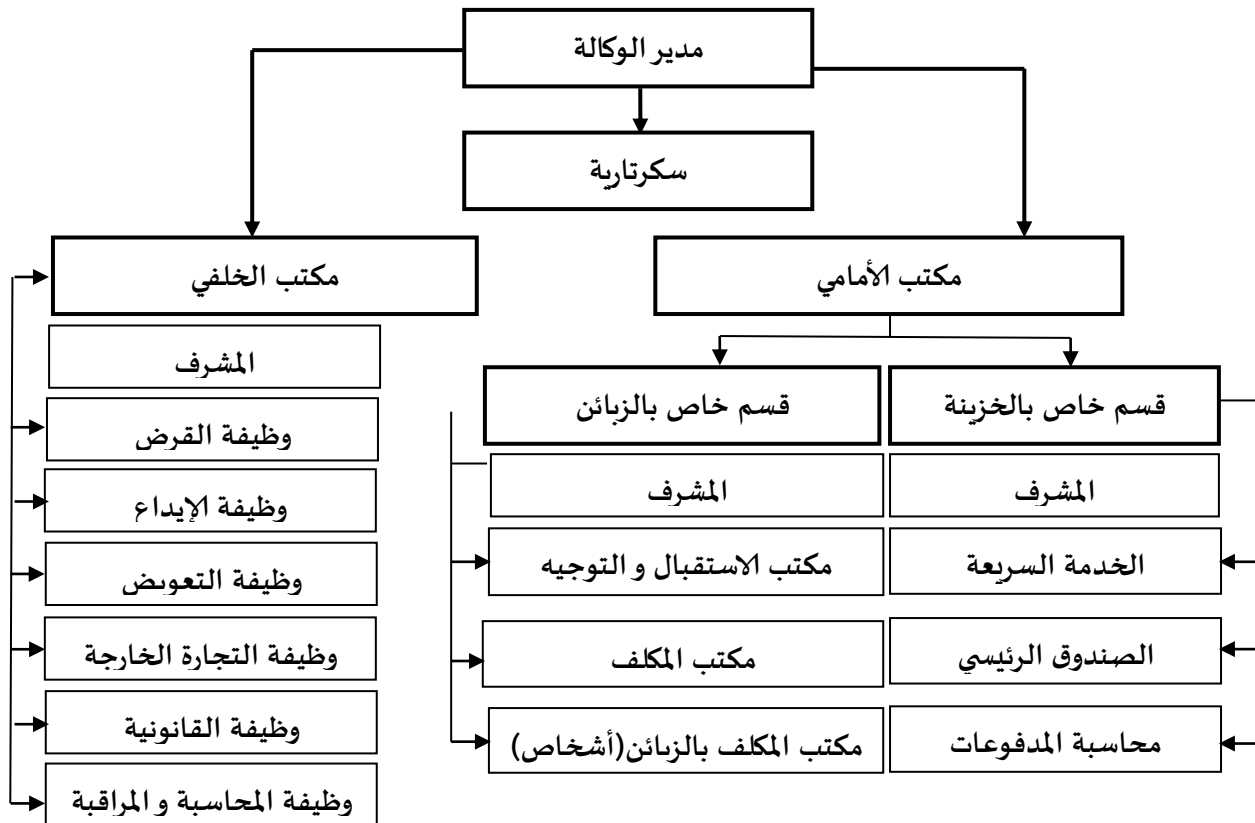 مدير الوكالة
سكرتارية
مكتب الأمامي
مكتب الخلفي
قسم خاص بالخزينة
قسم خاص بالزبائن
المشرف
المشرف
المشرف
الخدمة السريعة
مكتب الاستقبال و التوجيه
وظيفة القرض
وظيفة الإيداع
الصندوق الرئيسي
مكتب المكلف
وظيفة التعويض
وظيفة التجارة الخارجة
محاسبة المدفوعات
مكتب المكلف بالزبائن(أشخاص)
وظيفة القانونية
وظيفة المحاسبة و المراقبة